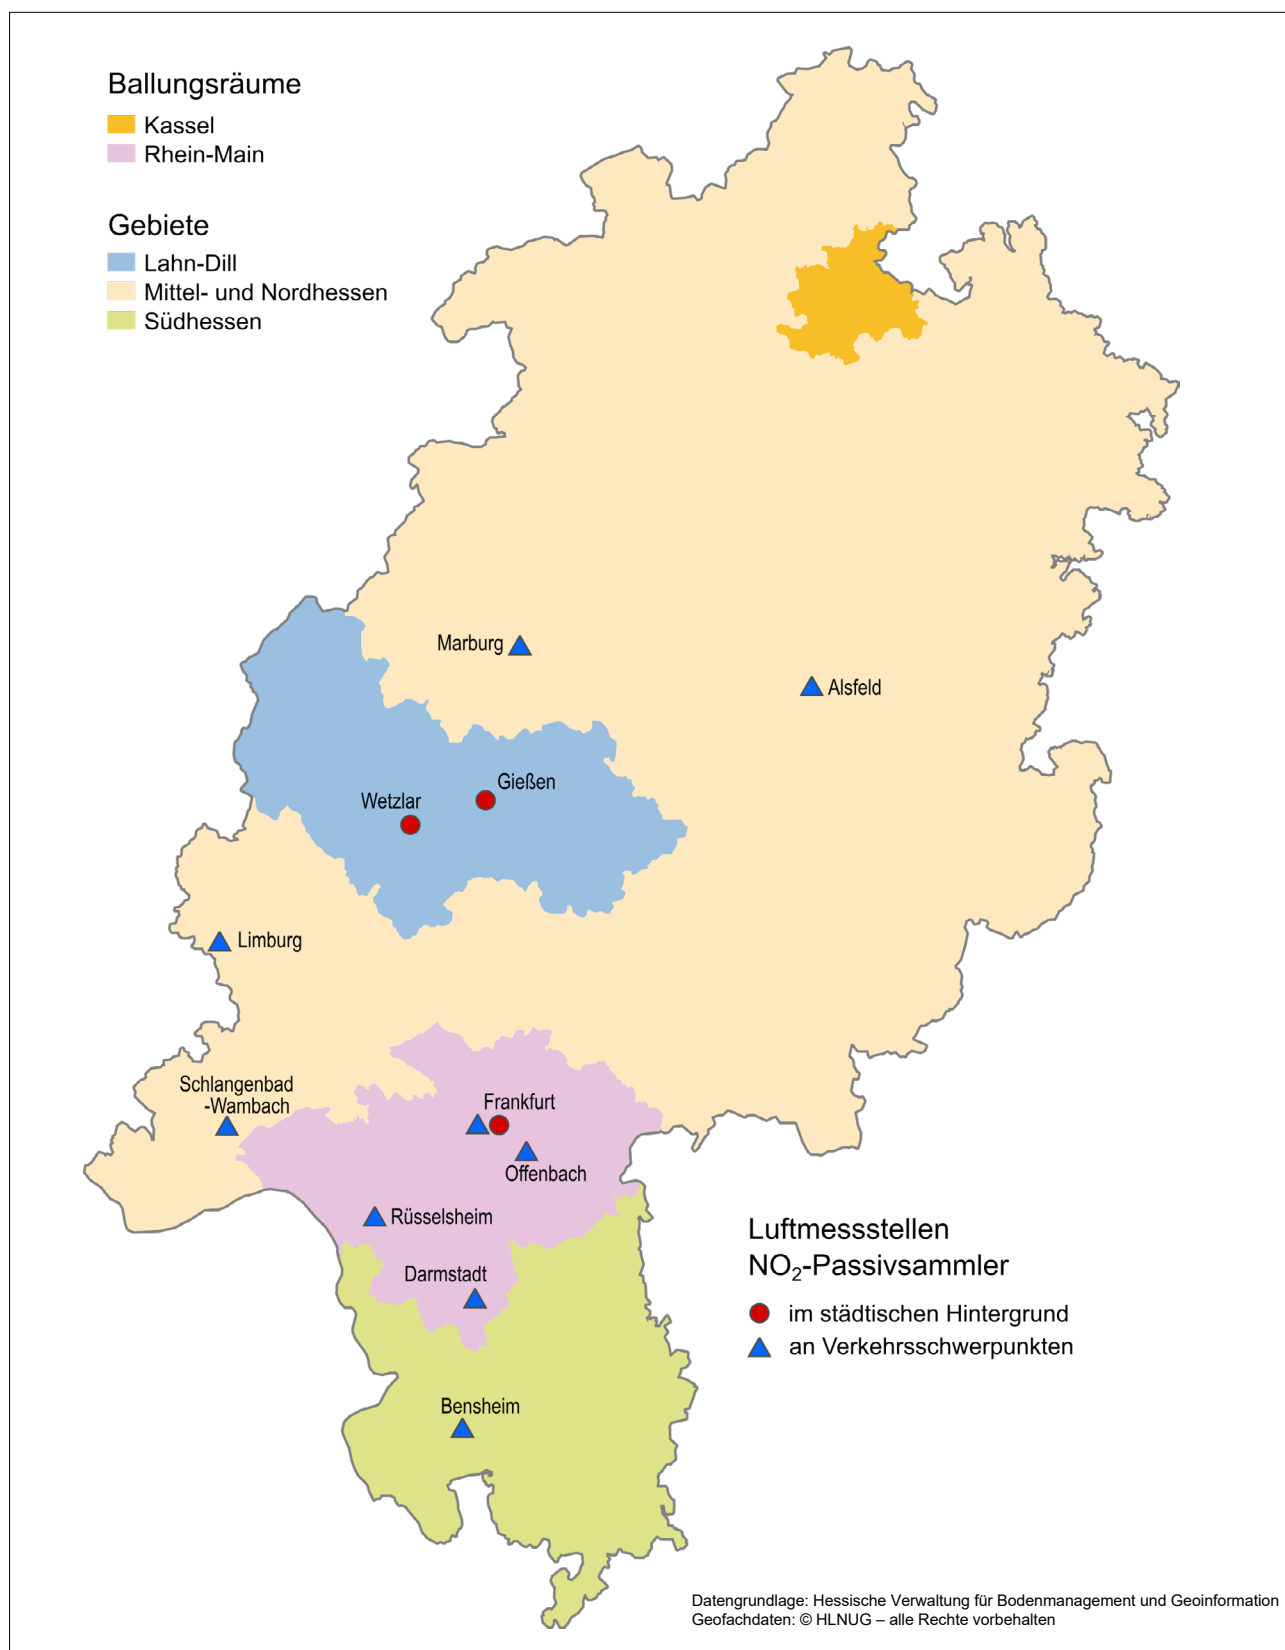 Ballungsräume
Kassel
Rhein-Main
Gebiete
Lahn-Dill
Mittel- und Nordhessen
Südhessen
Marburg
Alsfeld
Gießen
Wetzlar
Limburg
Schlangenbad
-Wambach
Frankfurt
Offenbach
Rüsselsheim
Darmstadt
Bensheim
Luftmessstellen
NO₂-Passivsammler
im städtischen Hintergrund
an Verkehrsschwerpunkten
Datengrundlage: Hessische Verwaltung für Bodenmanagement und Geoinformation
Geofachdaten: © HLNUG – alle Rechte vorbehalten